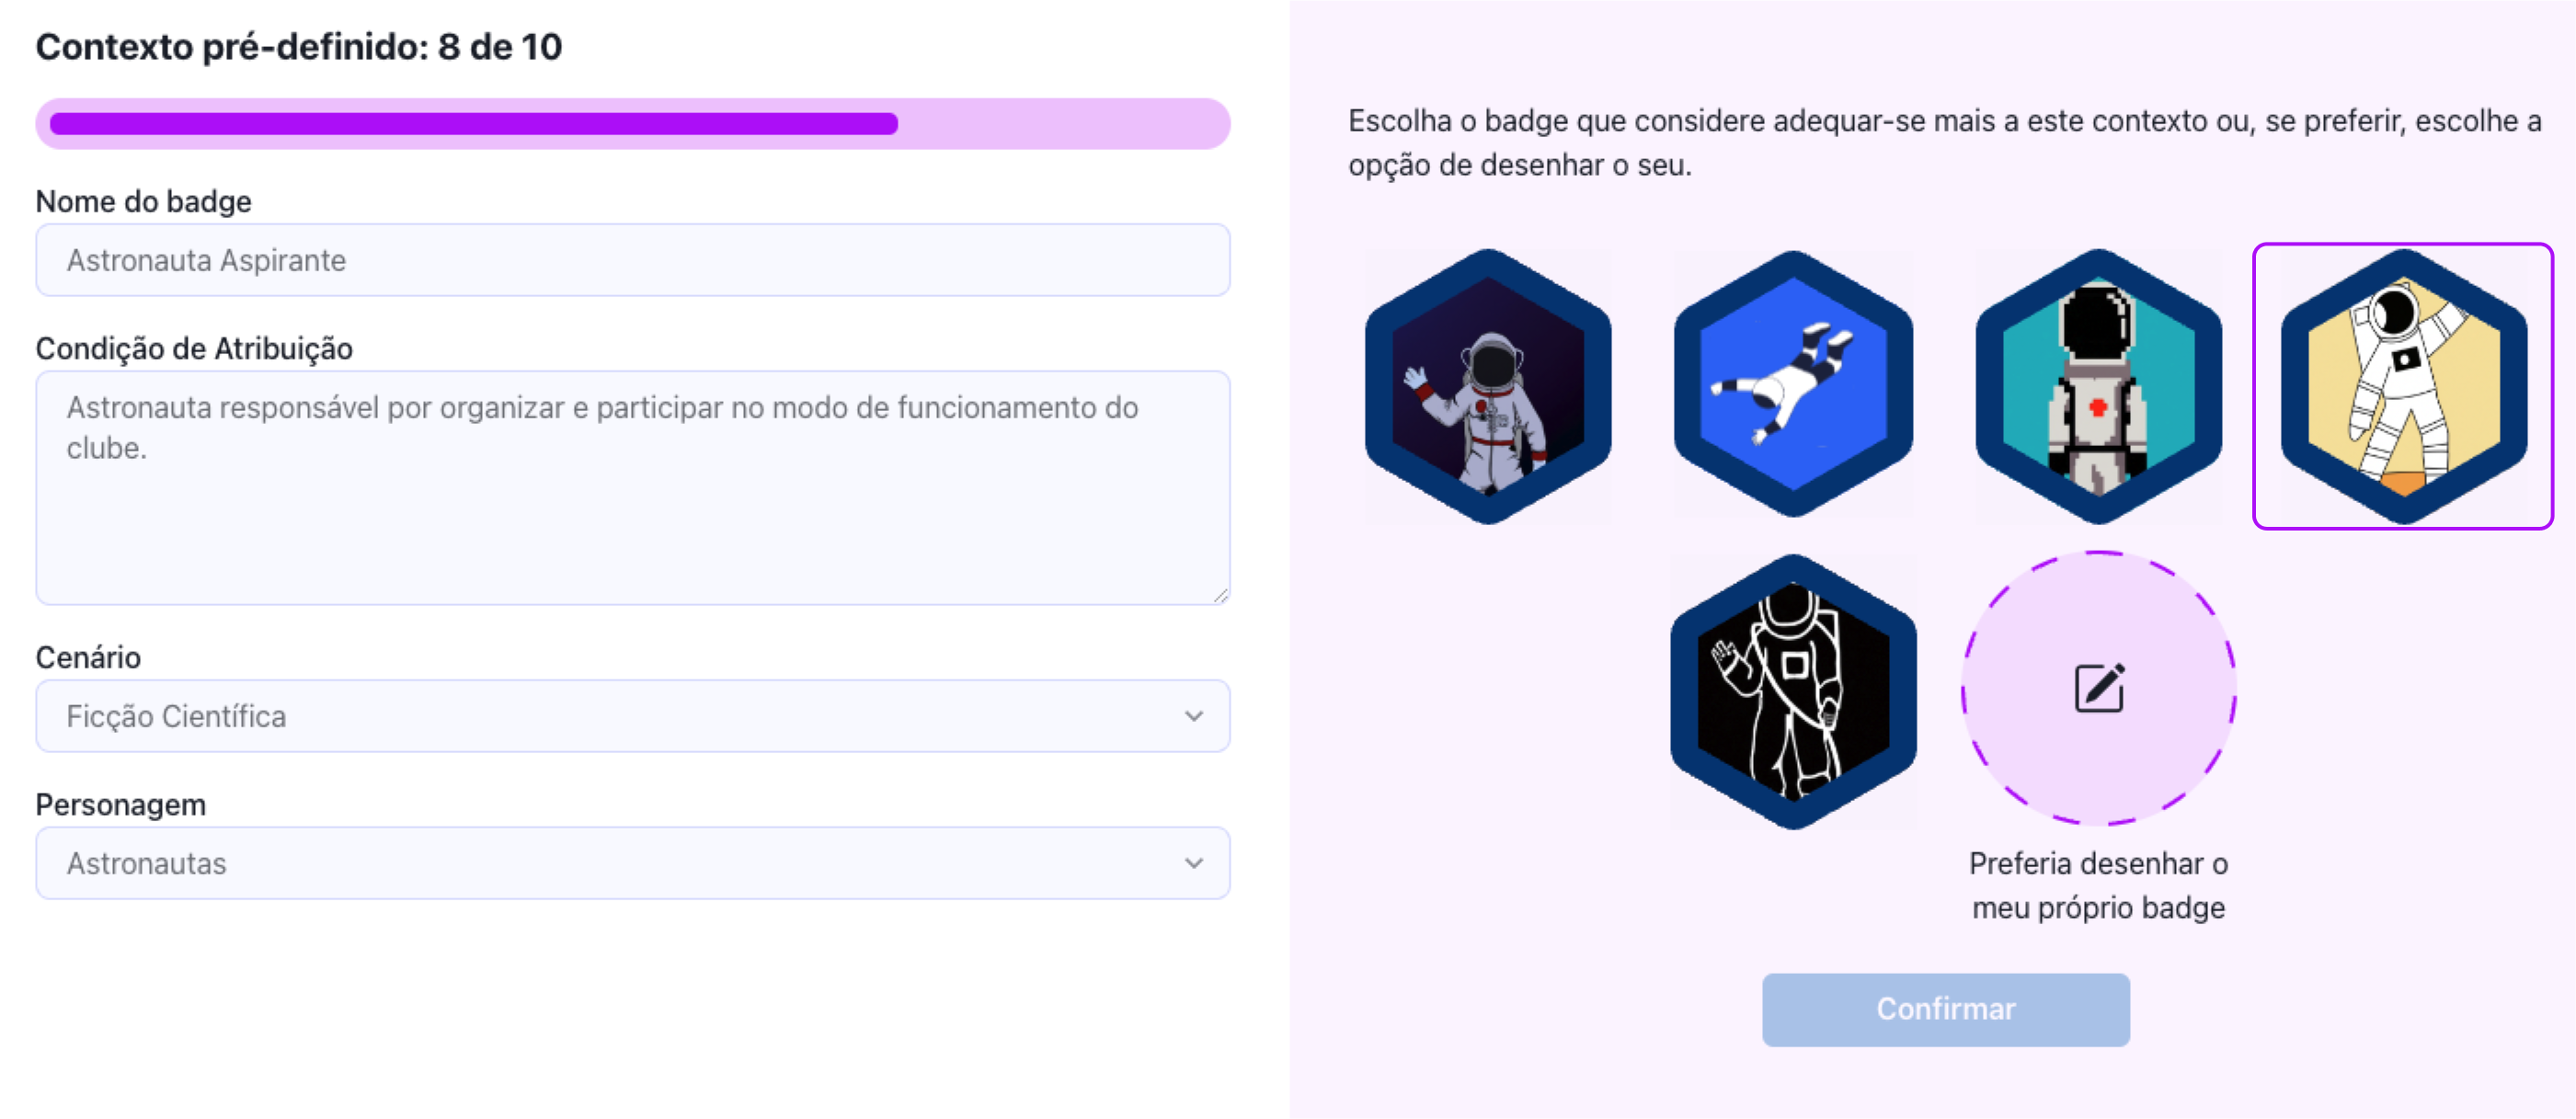 Contexto pré-definido: 8 de 10
Nome do badge
Astronauta Aspirante
Condição de Atribuição
Astronauta responsável por organizar e participar no modo de funcionamento do
clube.
Cenário
Ficção Científica
Personagem
Astronautas
Escolha o badge que considere adequar-se mais a este contexto ou, se preferir, escolhe a
opção de desenhar o seu.
Preferia desenhar o
meu próprio badge
Confirmar